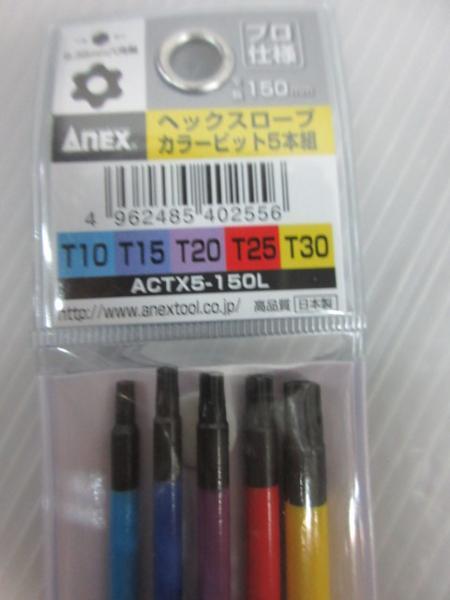 プロ
仕様
150mm
ANEX
ヘックスローブ
カラービット5本組
4 962485 402556
T10 T15 T20 T25 T30
ACTX5-150L
http://www.anextool.co.jp/ 高品質 日本製